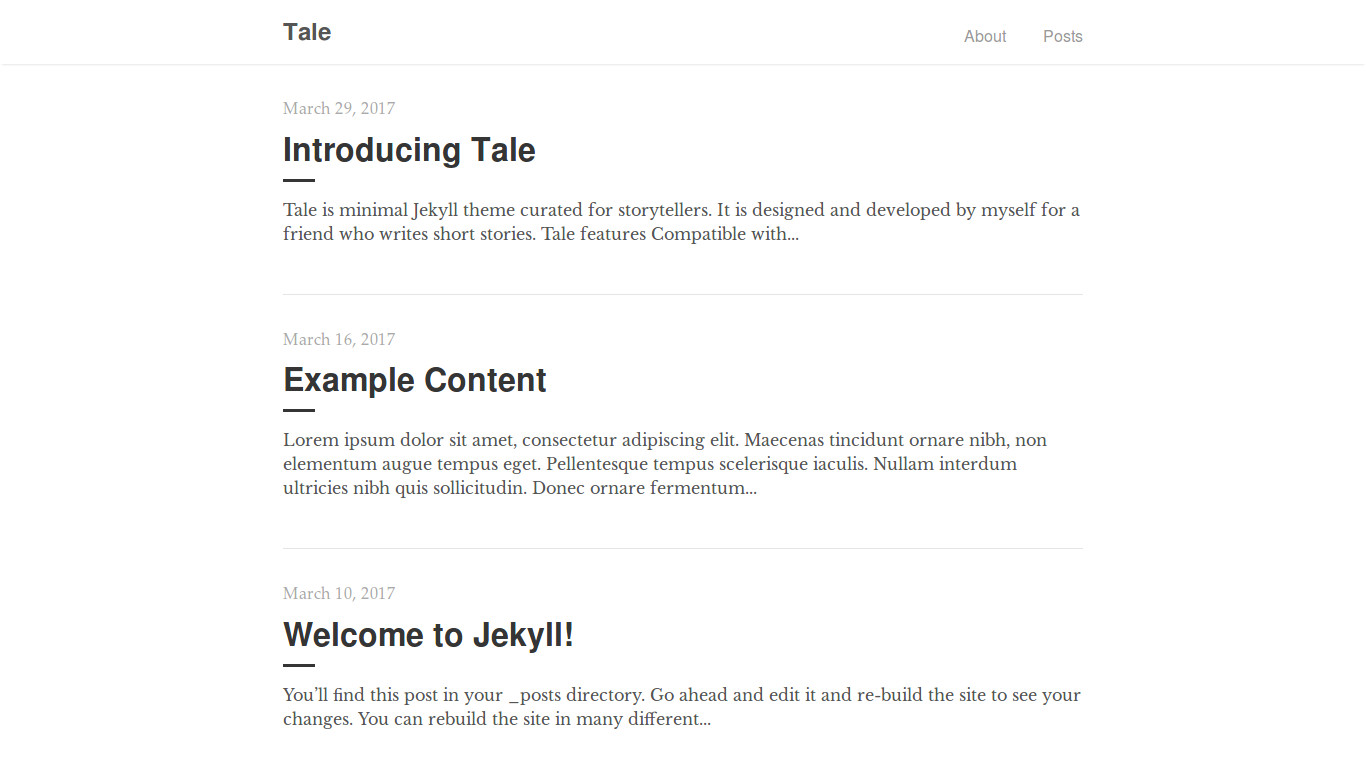 Tale
About Posts
March 29, 2017
Introducing Tale
Tale is minimal Jekyll theme curated for storytellers. It is designed and developed by myself for a
friend who writes short stories. Tale features Compatible with...
March 16, 2017
Example Content
Lorem ipsum dolor sit amet, consectetur adipiscing elit. Maecenas tincidunt ornare nibh, non
elementum augue tempus eget. Pellentesque tempus scelerisque iaculis. Nullam interdum
ultricies nibh quis sollicitudin. Donec ornare fermentum...
March 10, 2017
Welcome to Jekyll!
You’ll find this post in your _posts directory. Go ahead and edit it and re-build the site to see your
changes. You can rebuild the site in many different...